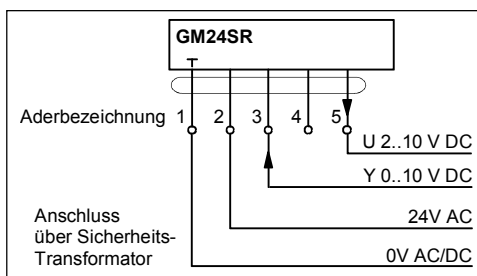 GM24SR
Aderbezeichnung 1 2 3 4 5
U 2..10 V DC
Y 0..10 V DC
24V AC
0V AC/DC
Anschluss
über Sicherheits-
Transformator